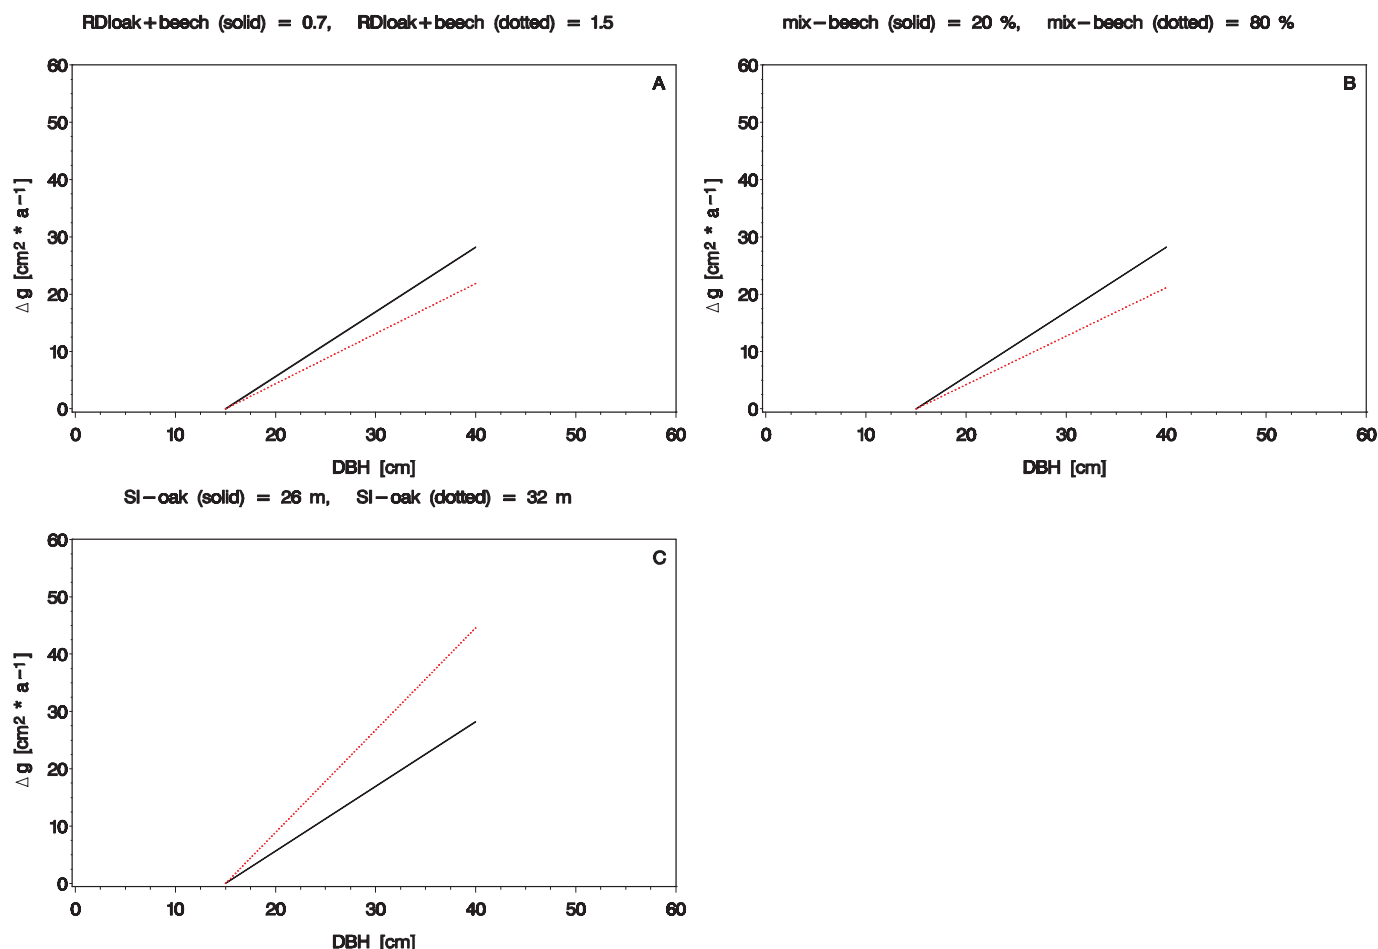 RDIoak+beech (solid) = 0.7, RDIoak+beech (dotted) = 1.5
60
50
40
30
20
10
0
Δg [cm² * a−1]
A
0 10 20 30 40 50 60
DBH [cm]
mix−beech (solid) = 20 %, mix−beech (dotted) = 80 %
60
50
40
30
20
10
0
Δg [cm² * a−1]
B
0 10 20 30 40 50 60
DBH [cm]
SI−oak (solid) = 26 m, SI−oak (dotted) = 32 m
60
50
40
30
20
10
0
Δg [cm² * a−1]
C
0 10 20 30 40 50 60
DBH [cm]